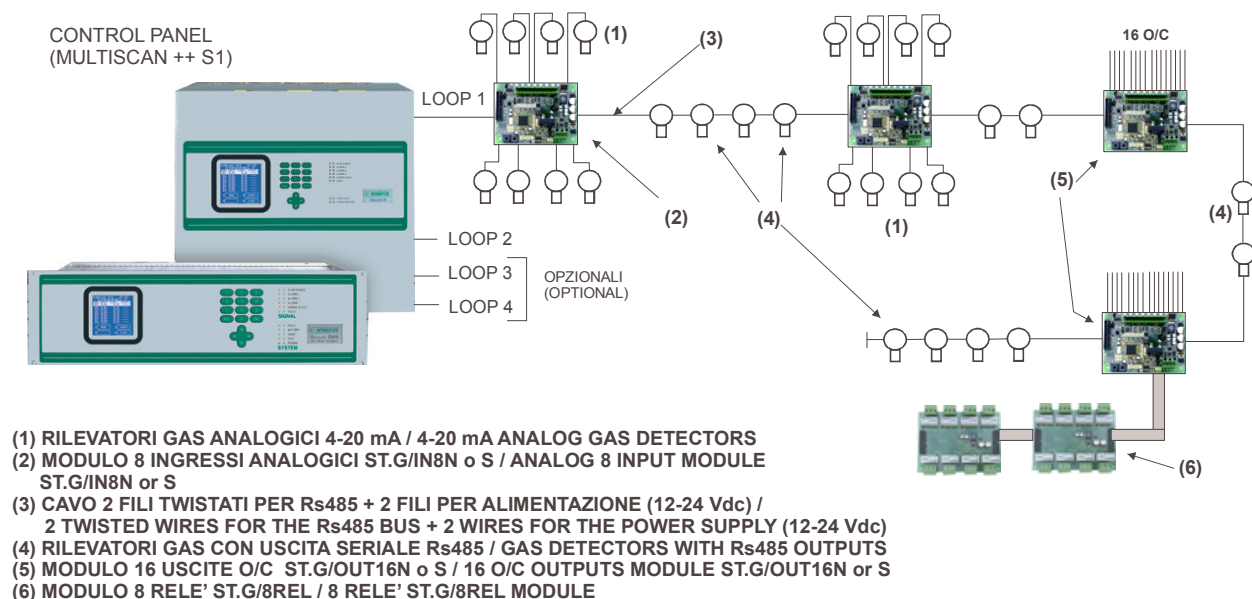 CONTROL PANEL
(MULTISCAN ++ S1)
LOOP 1
LOOP 2
LOOP 3
LOOP 4
OPZIONALI
(OPTIONAL)
(1)
(3)
(2)
(4)
(1)
16 O/C
(5)
(4)
(6)
SIGNAL
SYSTEM
(1) RILEVATORI GAS ANALOGICI 4-20 mA / 4-20 mA ANALOG GAS DETECTORS
(2) MODULO 8 INGRESSI ANALOGICI ST.G/IN8N o S / ANALOG 8 INPUT MODULE
ST.G/IN8N or S
(3) CAVO 2 FILI TWISTATI PER Rs485 + 2 FILI PER ALIMENTAZIONE (12-24 Vdc) /
2 TWISTED WIRES FOR THE Rs485 BUS + 2 WIRES FOR THE POWER SUPPLY (12-24 Vdc)
(4) RILEVATORI GAS CON USCITA SERIALE Rs485 / GAS DETECTORS WITH Rs485 OUTPUTS
(5) MODULO 16 USCITE O/C ST.G/OUT16N o S / 16 O/C OUTPUTS MODULE ST.G/OUT16N or S
(6) MODULO 8 RELE' ST.G/8REL / 8 RELE' ST.G/8REL MODULE